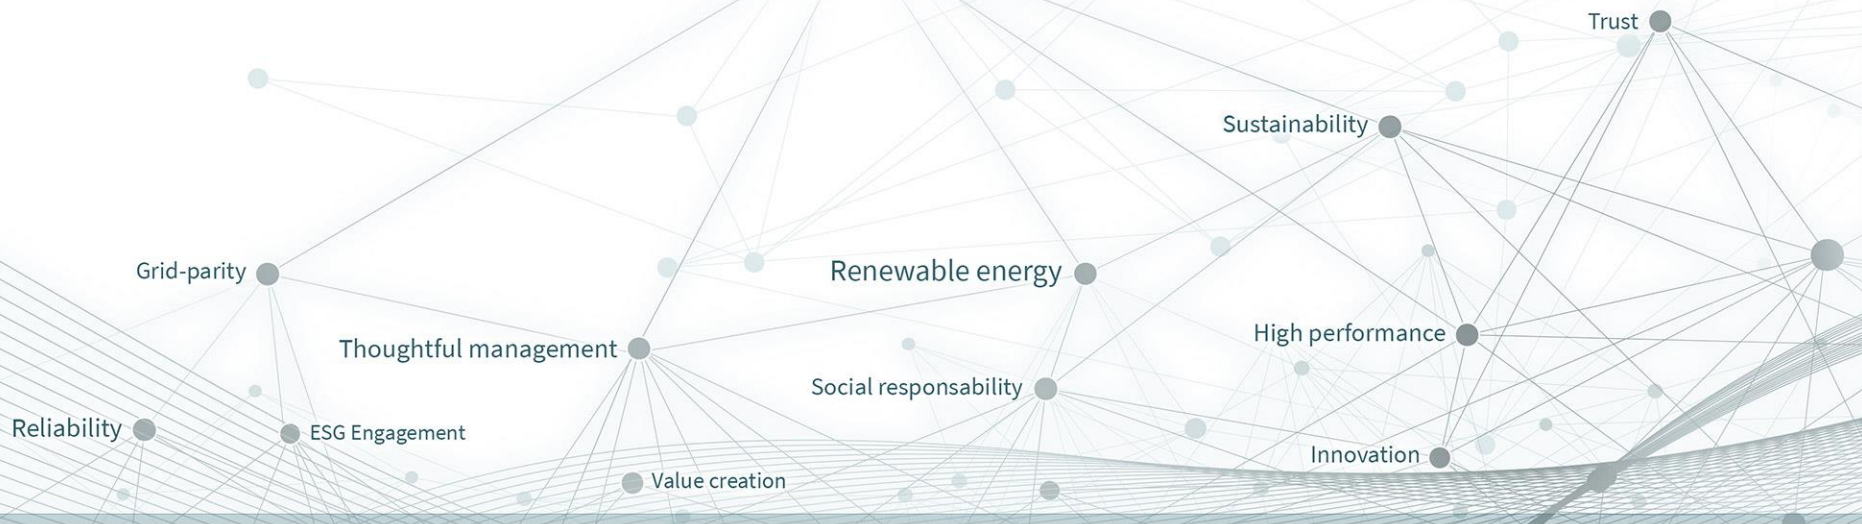 Trust
Sustainability
Grid-parity
Renewable energy
High performance
Thoughtful management
Social responsability
Reliability
ESG Engagement
Innovation
Value creation